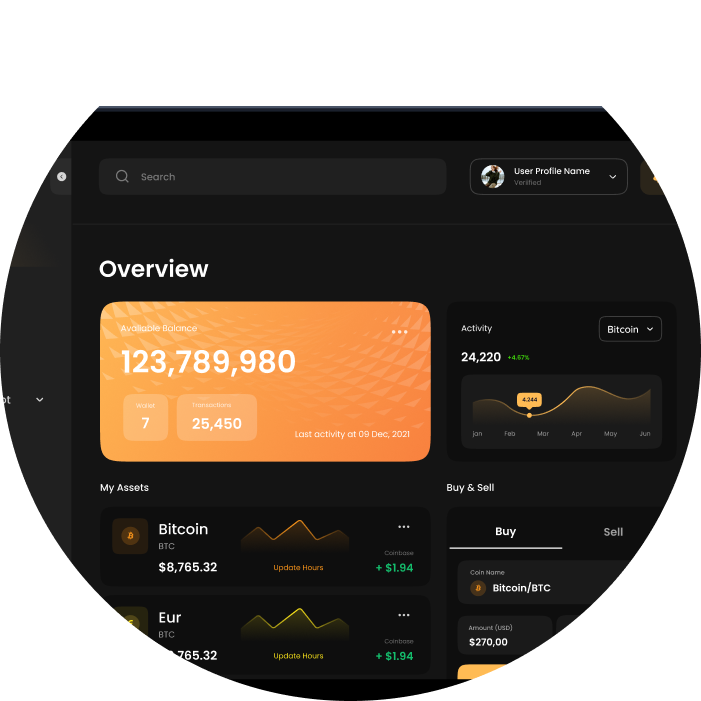 Search
User Profile Name
Veriified
Overview
Available Balance
123,789,980
Wallet
7
Transactions
25,450
Last activity at 09 Dec, 2021
Activity
Bitcoin
24,220 +4.67%
4.244
jan Feb Mar Apr May Jun
My Assets
Bitcoin
BTC
$8,765.32
Update Hours
Coinbase
+ $1.94
Eur
BTC
765.32
Update Hours
Coinbase
+ $1.94
Buy & Sell
Buy Sell
Coin Name
Bitcoin/BTC
Amount (USD)
$270,00